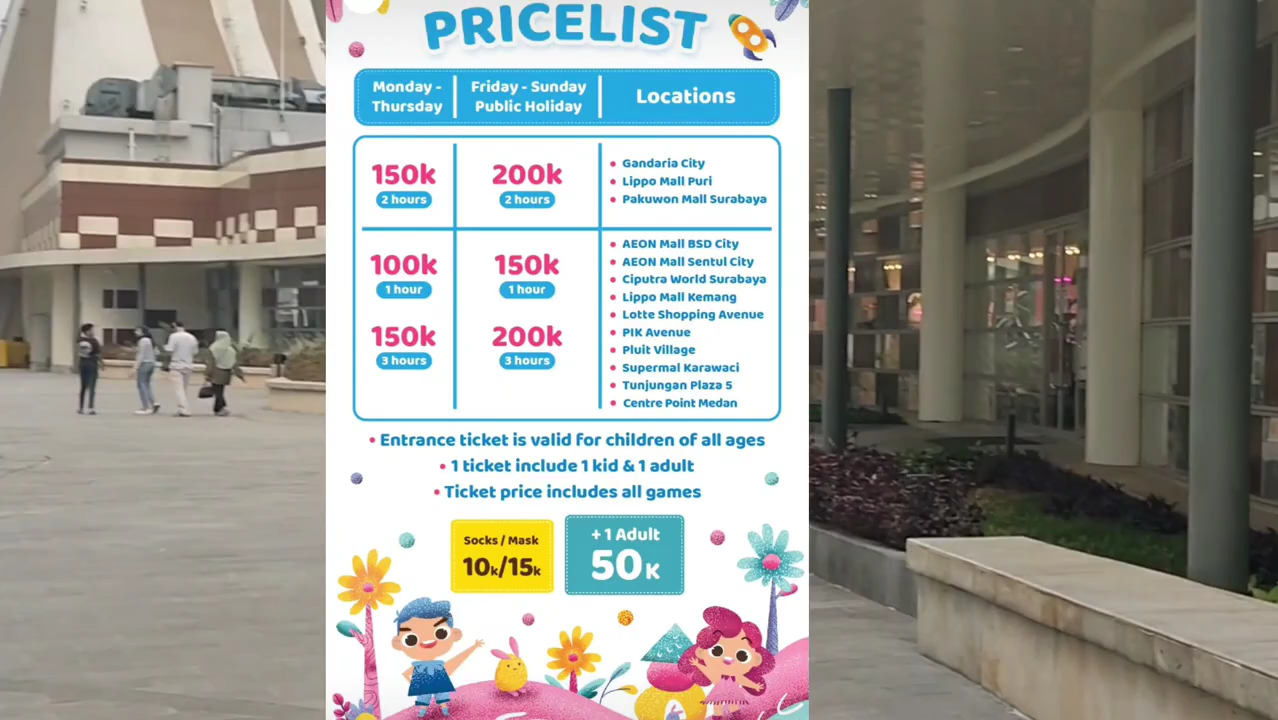 PRICELIST
Monday -
Thursday
Friday - Sunday
Public Holiday
Locations
150k
2 hours
200k
2 hours
• Gandaria City
• Lippo Mall Puri
• Pakuwon Mall Surabaya
100k
1 hour
150k
1 hour
150k
3 hours
200k
3 hours
• AEON Mall BSD City
• AEON Mall Sentul City
• Ciputra World Surabaya
• Lippo Mall Kemang
• Lotte Shopping Avenue
• PIK Avenue
• Pluit Village
• Supermal Karawaci
• Tunjungan Plaza 5
• Centre Point Medan
• Entrance ticket is valid for children of all ages
• 1 ticket include 1 kid & 1 adult
• Ticket price includes all games
Socks / Mask
10k/15k
+ 1 Adult
50K